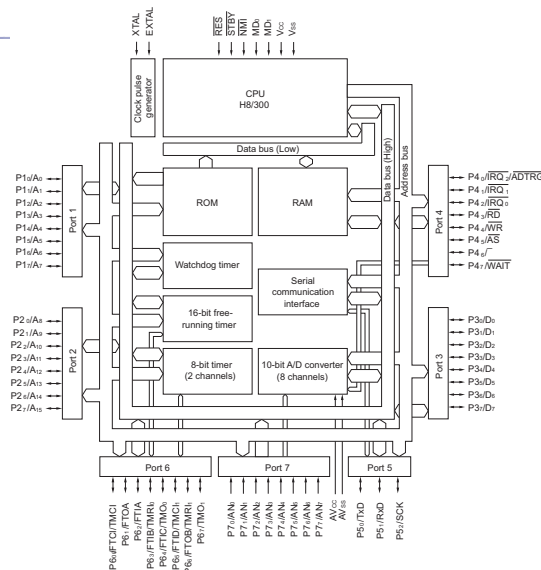 XTAL
EXTAL
RES
STBY
NMI
MD₀
MD₁
Vcc
Vss
Clock pulse
generator
CPU
H8/300
Data bus (Low)
Data bus (High)
Address bus
P1₀/A₀
P1₁/A₁
P1₂/A₂
P1₃/A₃
P1₄/A₄
P1₅/A₅
P1₆/A₆
P1₇/A₇
Port 1
ROM
RAM
Port 4
P4₀/IRQ₂/ADTRG
P4₁/IRQ₁
P4₂/IRQ₀
P4₃/RD
P4₄/WR
P4₅/AS
P4₆/
P4₇/WAIT
Watchdog timer
Serial
communication
interface
16-bit free-
running timer
8-bit timer
(2 channels)
10-bit A/D converter
(8 channels)
P2₀/A₈
P2₁/A₉
P2₂/A₁₀
P2₃/A₁₁
P2₄/A₁₂
P2₅/A₁₃
P2₆/A₁₄
P2₇/A₁₅
Port 2
Port 3
P3₀/D₀
P3₁/D₁
P3₂/D₂
P3₃/D₃
P3₄/D₄
P3₅/D₅
P3₆/D₆
P3₇/D₇
Port 6
Port 7
Port 5
P6₀/FTCI/TMCI
P6₁/FTOA
P6₂/FTIA
P6₃/FTIB/TMRI₀
P6₄/FTIC/TMO₀
P6₅/FTID/TMCI₁
P6₆/FTOB/TMRI₁
P6₇/TMO₁
P7₀/AN₀
P7₁/AN₁
P7₂/AN₂
P7₃/AN₃
P7₄/AN₄
P7₅/AN₅
P7₆/AN₆
P7₇/AN₇
AVcc
AVss
P5₀/TxD
P5₁/RxD
P5₂/SCK